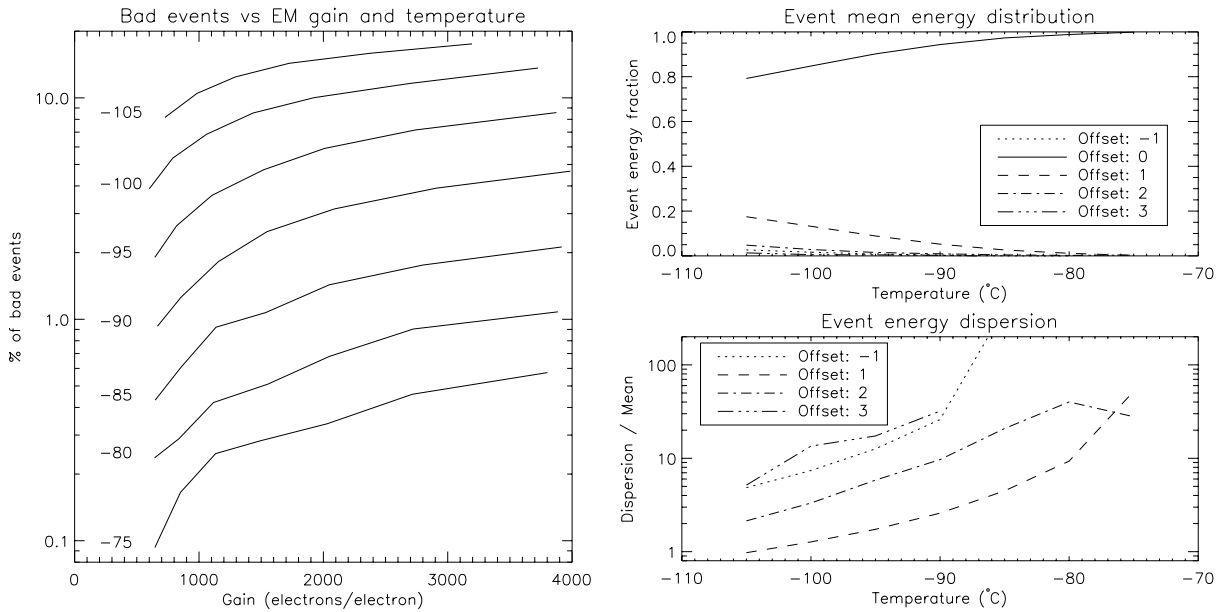 Bad events vs EM gain and temperature
% of bad events
10.0
1.0
0.1
-105
-100
-95
-90
-85
-80
-75
0
1000
2000
3000
4000
Gain (electrons/electron)
Event mean energy distribution
Event energy fraction
1.0
0.8
0.6
0.4
0.2
0.0
Offset: -1
Offset: 0
Offset: 1
Offset: 2
Offset: 3
-110
-100
-90
-80
-70
Temperature (°C)
Event energy dispersion
Dispersion / Mean
100
10
1
Offset: -1
Offset: 1
Offset: 2
Offset: 3
-110
-100
-90
-80
-70
Temperature (°C)